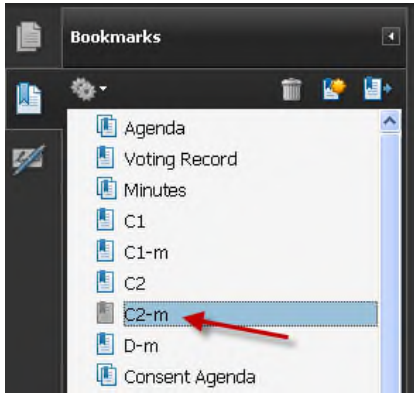 Bookmarks
Agenda
Voting Record
Minutes
C1
C1-m
C2
C2-m
D-m
Consent Agenda